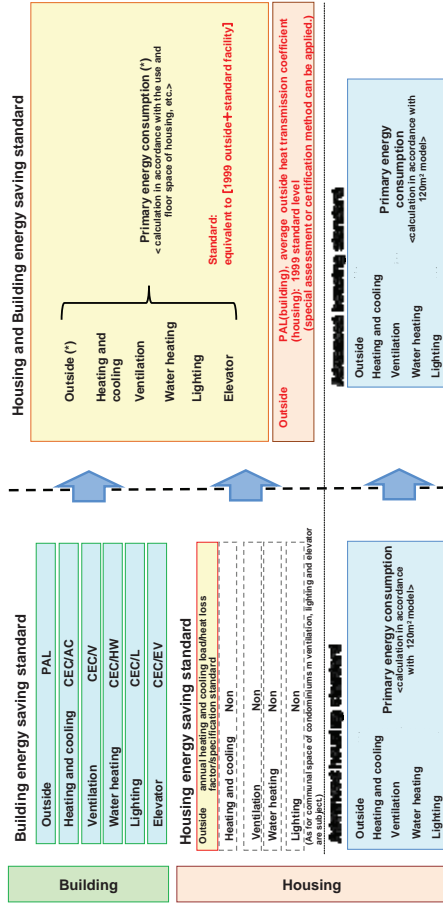 Building
Housing
Building energy saving standard
Outside PAL
Heating and cooling CEC/AC
Ventilation CEC/V
Water heating CEC/HW
Lighting CEC/L
Elevator CEC/EV
Housing energy saving standard
Outside annual heating and cooling load/heat loss
factor/specification standard
Heating and cooling Non
Ventilation Non
Water heating Non
Lighting Non
(As for communal space of condominiums m ventilation, lighting and elevator
are subject.)
Advanced housing standard
Outside
Heating and cooling
Ventilation
Water heating
Lighting
Primary energy consumption
<calculation in accordance
with 120m² model>
Housing and Building energy saving standard
Outside (*)
Heating and
cooling
Ventilation
Water heating
Lighting
Elevator
Primary energy consumption (*)
< calculation in accordance with the use and
floor space of housing, etc.>
Standard:
equivalent to [1999 outside+standard facility]
Outside PAL(building), average outside heat transmission coefficient
(housing): 1999 standard level
(special assessment or certification method can be applied.)
Advanced housing standard
Outside
Heating and cooling
Ventilation
Water heating
Lighting
Primary energy
consumption
<calculation in accordance with
120m² model>